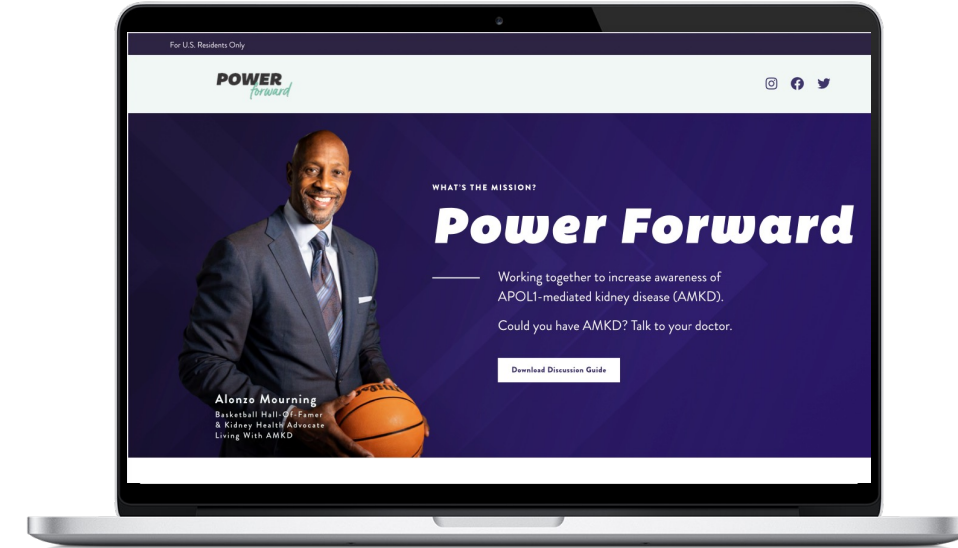 For U.S. Residents Only
POWER
forward
WHAT'S THE MISSION?
Power Forward
Working together to increase awareness of
APOL1-mediated kidney disease (AMKD).
Could you have AMKD? Talk to your doctor.
Download Discussion Guide
Alonzo Mourning
Basketball Hall-Of-Famer
& Kidney Health Advocate
Living With AMKD